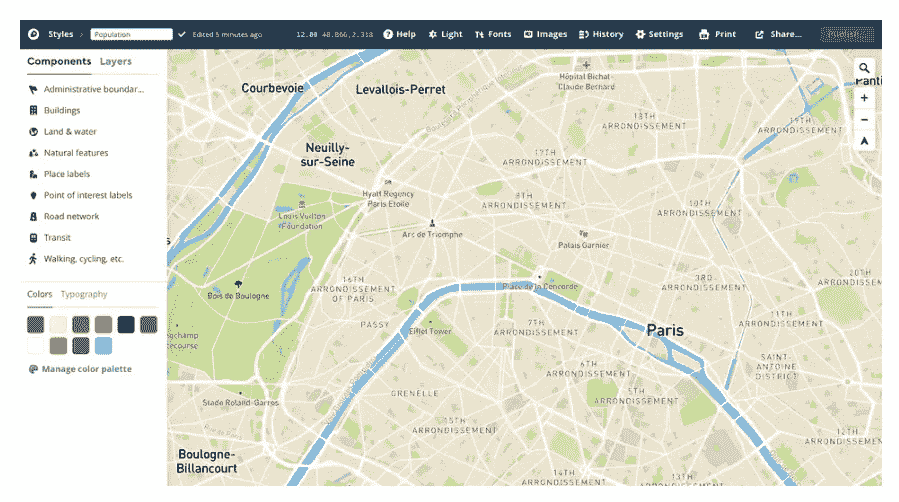 Styles
Population
Edited 5 minutes ago
12.00 48.866,2.318
Help
Light
Tt Fonts
Images
History
Settings
Print
Share...
Components
Layers
Administrative boundar...
Buildings
Land & water
Natural features
Place labels
Point of interest labels
Road network
Transit
Walking, cycling, etc.
Colors
Typography
Manage color palette
Courbevoie
Levallois-Perret
Hôpital Bichat-
Claude Bernard
18TH
ARRONDISSEMENT
19TH
ARRONDISSEMENT
Panti
Neuilly-
sur-Seine
17TH
ARRONDISSEMENT
Hyatt Regency
Paris Etoile
8TH
ARRONDISSEMENT
10TH
ARRONDISSEMENT
Louis Vuitton
Foundation
Arc de Triomphe
Palais Garnier
Bois de Boulogne
16TH
ARRONDISSEMENT
OF PARIS
Place de la Concorde
3RD
ARRONDISSEMENT
20TH
ARRONDISSEMENT
PASSY
Eiffel Tower
7TH
ARRONDISSEMENT
Paris
11TH
ARRONDISSEMENT
ngchamp
ecourse
SAINT-
ANTOINE
DISTRICT
6TH
ARRONDISSEMENT
GRENELLE
5TH
ARRONDISSEMENT
Stade Roland-Garros
15TH
ARRONDISSEMENT
12TH
ARRONDISSEMENT
Boulogne-
Billancourt
14TH
ARRONDISSEMENT
13TH
ARRONDISSEMENT